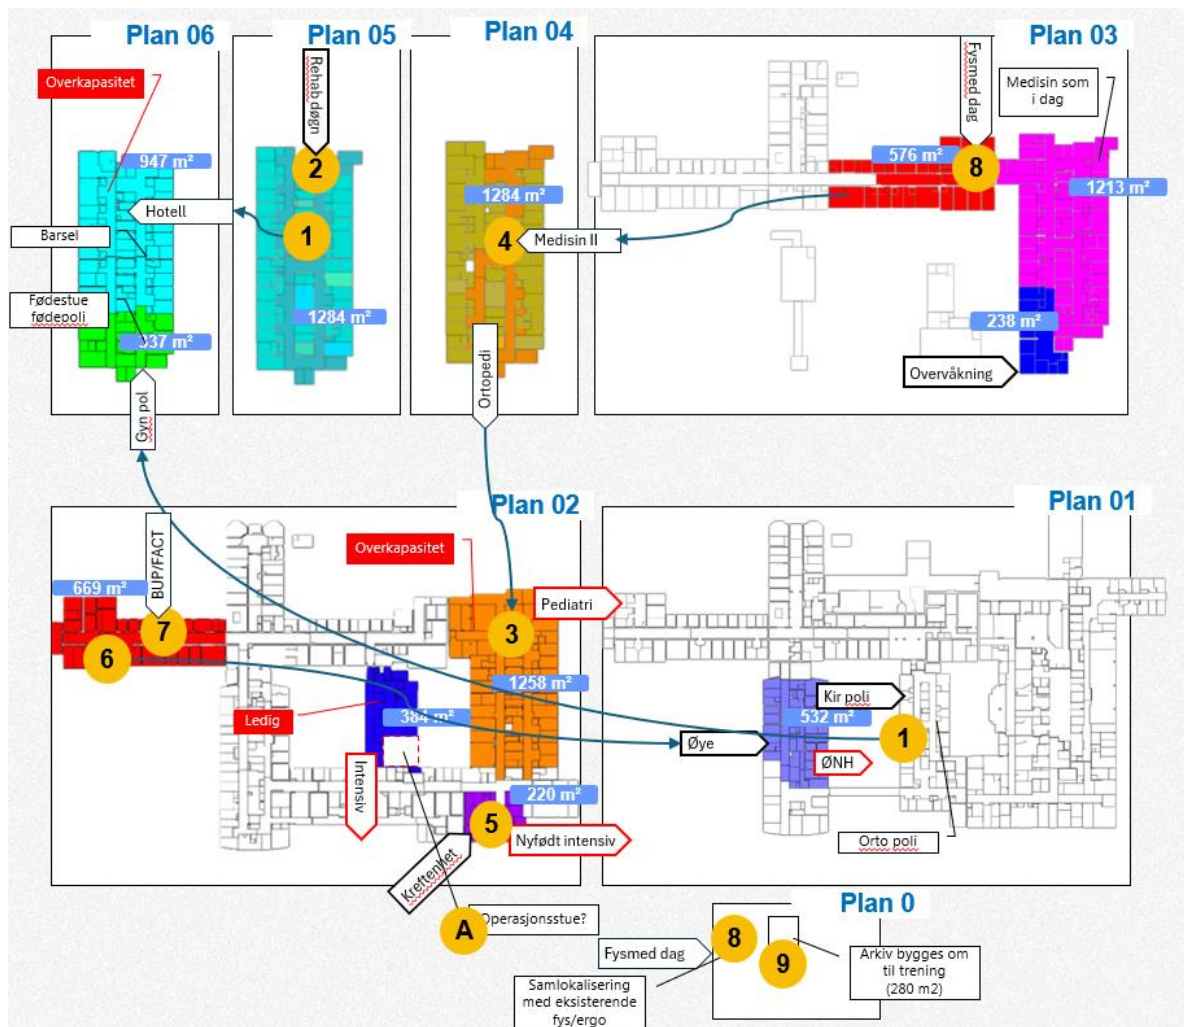 Plan 06
Plan 05
Plan 04
Plan 03
Overkapasitet
Rehab døgn
Fysmed dag
Medisin som
i dag
947 m²
2
1284 m²
576 m²
8
1213 m²
Hotell
1
4
Medisin II
Barsel
Fødestue
fødepoli
337 m²
1284 m²
238 m²
Overvåkning
Ortopedi
Gyn pol
Plan 02
Plan 01
BUP/FACT
Overkapasitet
669 m²
7
6
3
Pediatri
1258 m²
Ledig
384 m²
Kir poli
532 m²
1
Øye
ØNH
Intensiv
220 m²
5
Nyfødt intensiv
Orto poli
Kreftenhet
Plan 0
A
Operasjonsstue?
8
Fysmed dag
9
Arkiv bygges om
til trening
(280 m2)
Samlokalisering
med eksisterende
fys/ergo